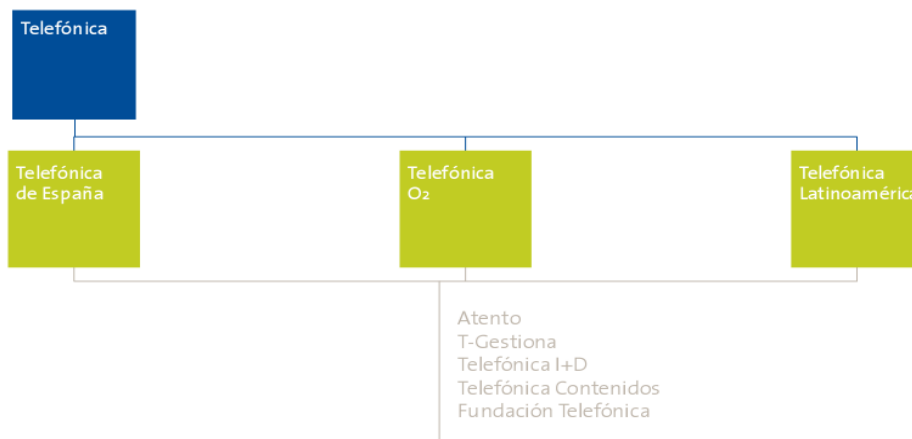 Telefónica
Telefónica
de España
Telefónica
O2
Telefónica
Latinoamérica
Atento
T-Gestiona
Telefónica I+D
Telefónica Contenidos
Fundación Telefónica